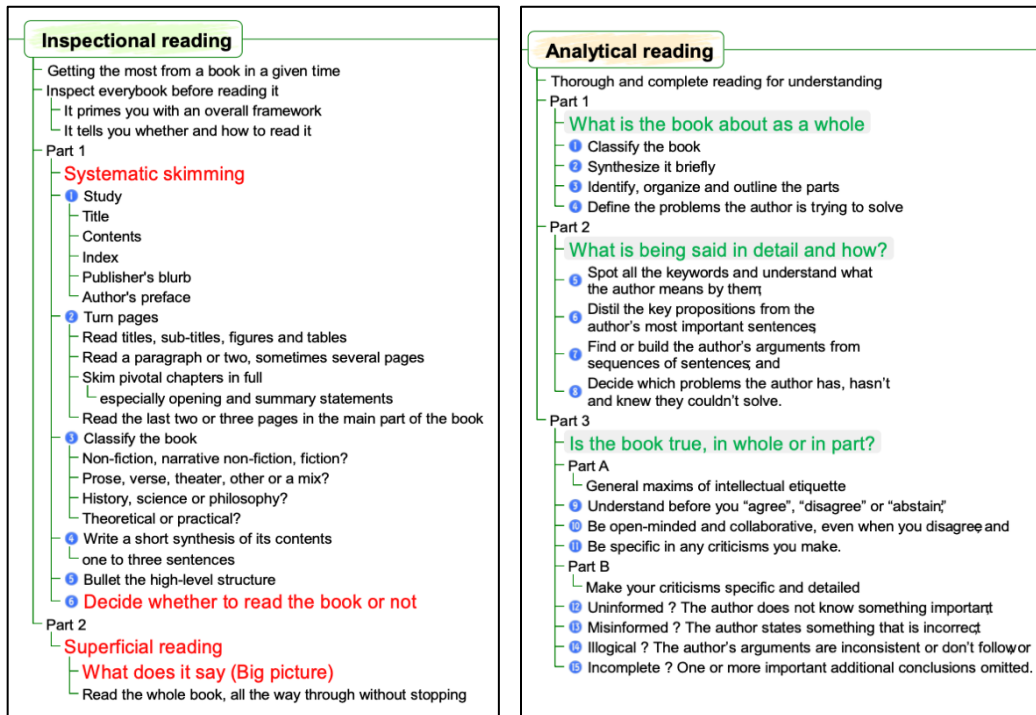 Inspectional reading
Getting the most from a book in a given time
Inspect everybook before reading it
It primes you with an overall framework
It tells you whether and how to read it
Part 1
Systematic skimming
1 Study
Title
Contents
Index
Publisher's blurb
Author's preface
2 Turn pages
Read titles, sub-titles, figures and tables
Read a paragraph or two, sometimes several pages
Skim pivotal chapters in full
especially opening and summary statements
Read the last two or three pages in the main part of the book
3 Classify the book
Non-fiction, narrative non-fiction, fiction?
Prose, verse, theater, other or a mix?
History, science or philosophy?
Theoretical or practical?
4 Write a short synthesis of its contents
one to three sentences
5 Bullet the high-level structure
6 Decide whether to read the book or not
Part 2
Superficial reading
What does it say (Big picture)
Read the whole book, all the way through without stopping
Analytical reading
Thorough and complete reading for understanding
Part 1
What is the book about as a whole
1 Classify the book
2 Synthesize it briefly
3 Identify, organize and outline the parts
4 Define the problems the author is trying to solve
Part 2
What is being said in detail and how?
5 Spot all the keywords and understand what
the author means by them;
6 Distil the key propositions from the
author's most important sentences;
7 Find or build the author's arguments from
sequences of sentences; and
8 Decide which problems the author has, hasn't
and knew they couldn't solve.
Part 3
Is the book true, in whole or in part?
Part A
General maxims of intellectual etiquette
9 Understand before you "agree", "disagree" or "abstain;"
10 Be open-minded and collaborative, even when you disagree; and
11 Be specific in any criticisms you make.
Part B
Make your criticisms specific and detailed
12 Uninformed ? The author does not know something important;
13 Misinformed ? The author states something that is incorrect;
14 Illogical ? The author's arguments are inconsistent or don't follow; or
15 Incomplete ? One or more important additional conclusions omitted.